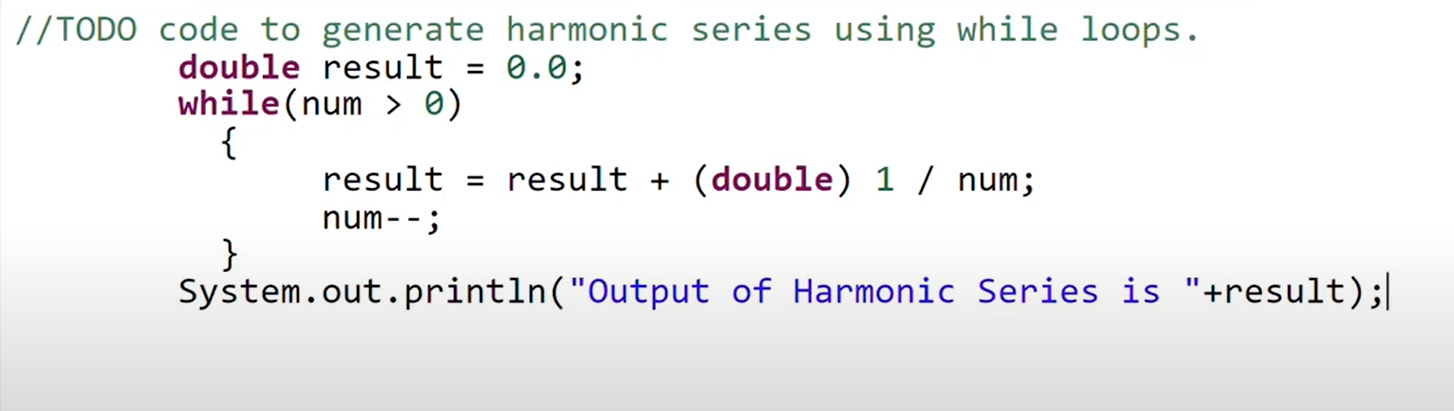 //TODO code to generate harmonic series using while loops.
double result = 0.0;
while(num > 0)
{
result = result + (double) 1 / num;
num--;
}
System.out.println("Output of Harmonic Series is "+result);